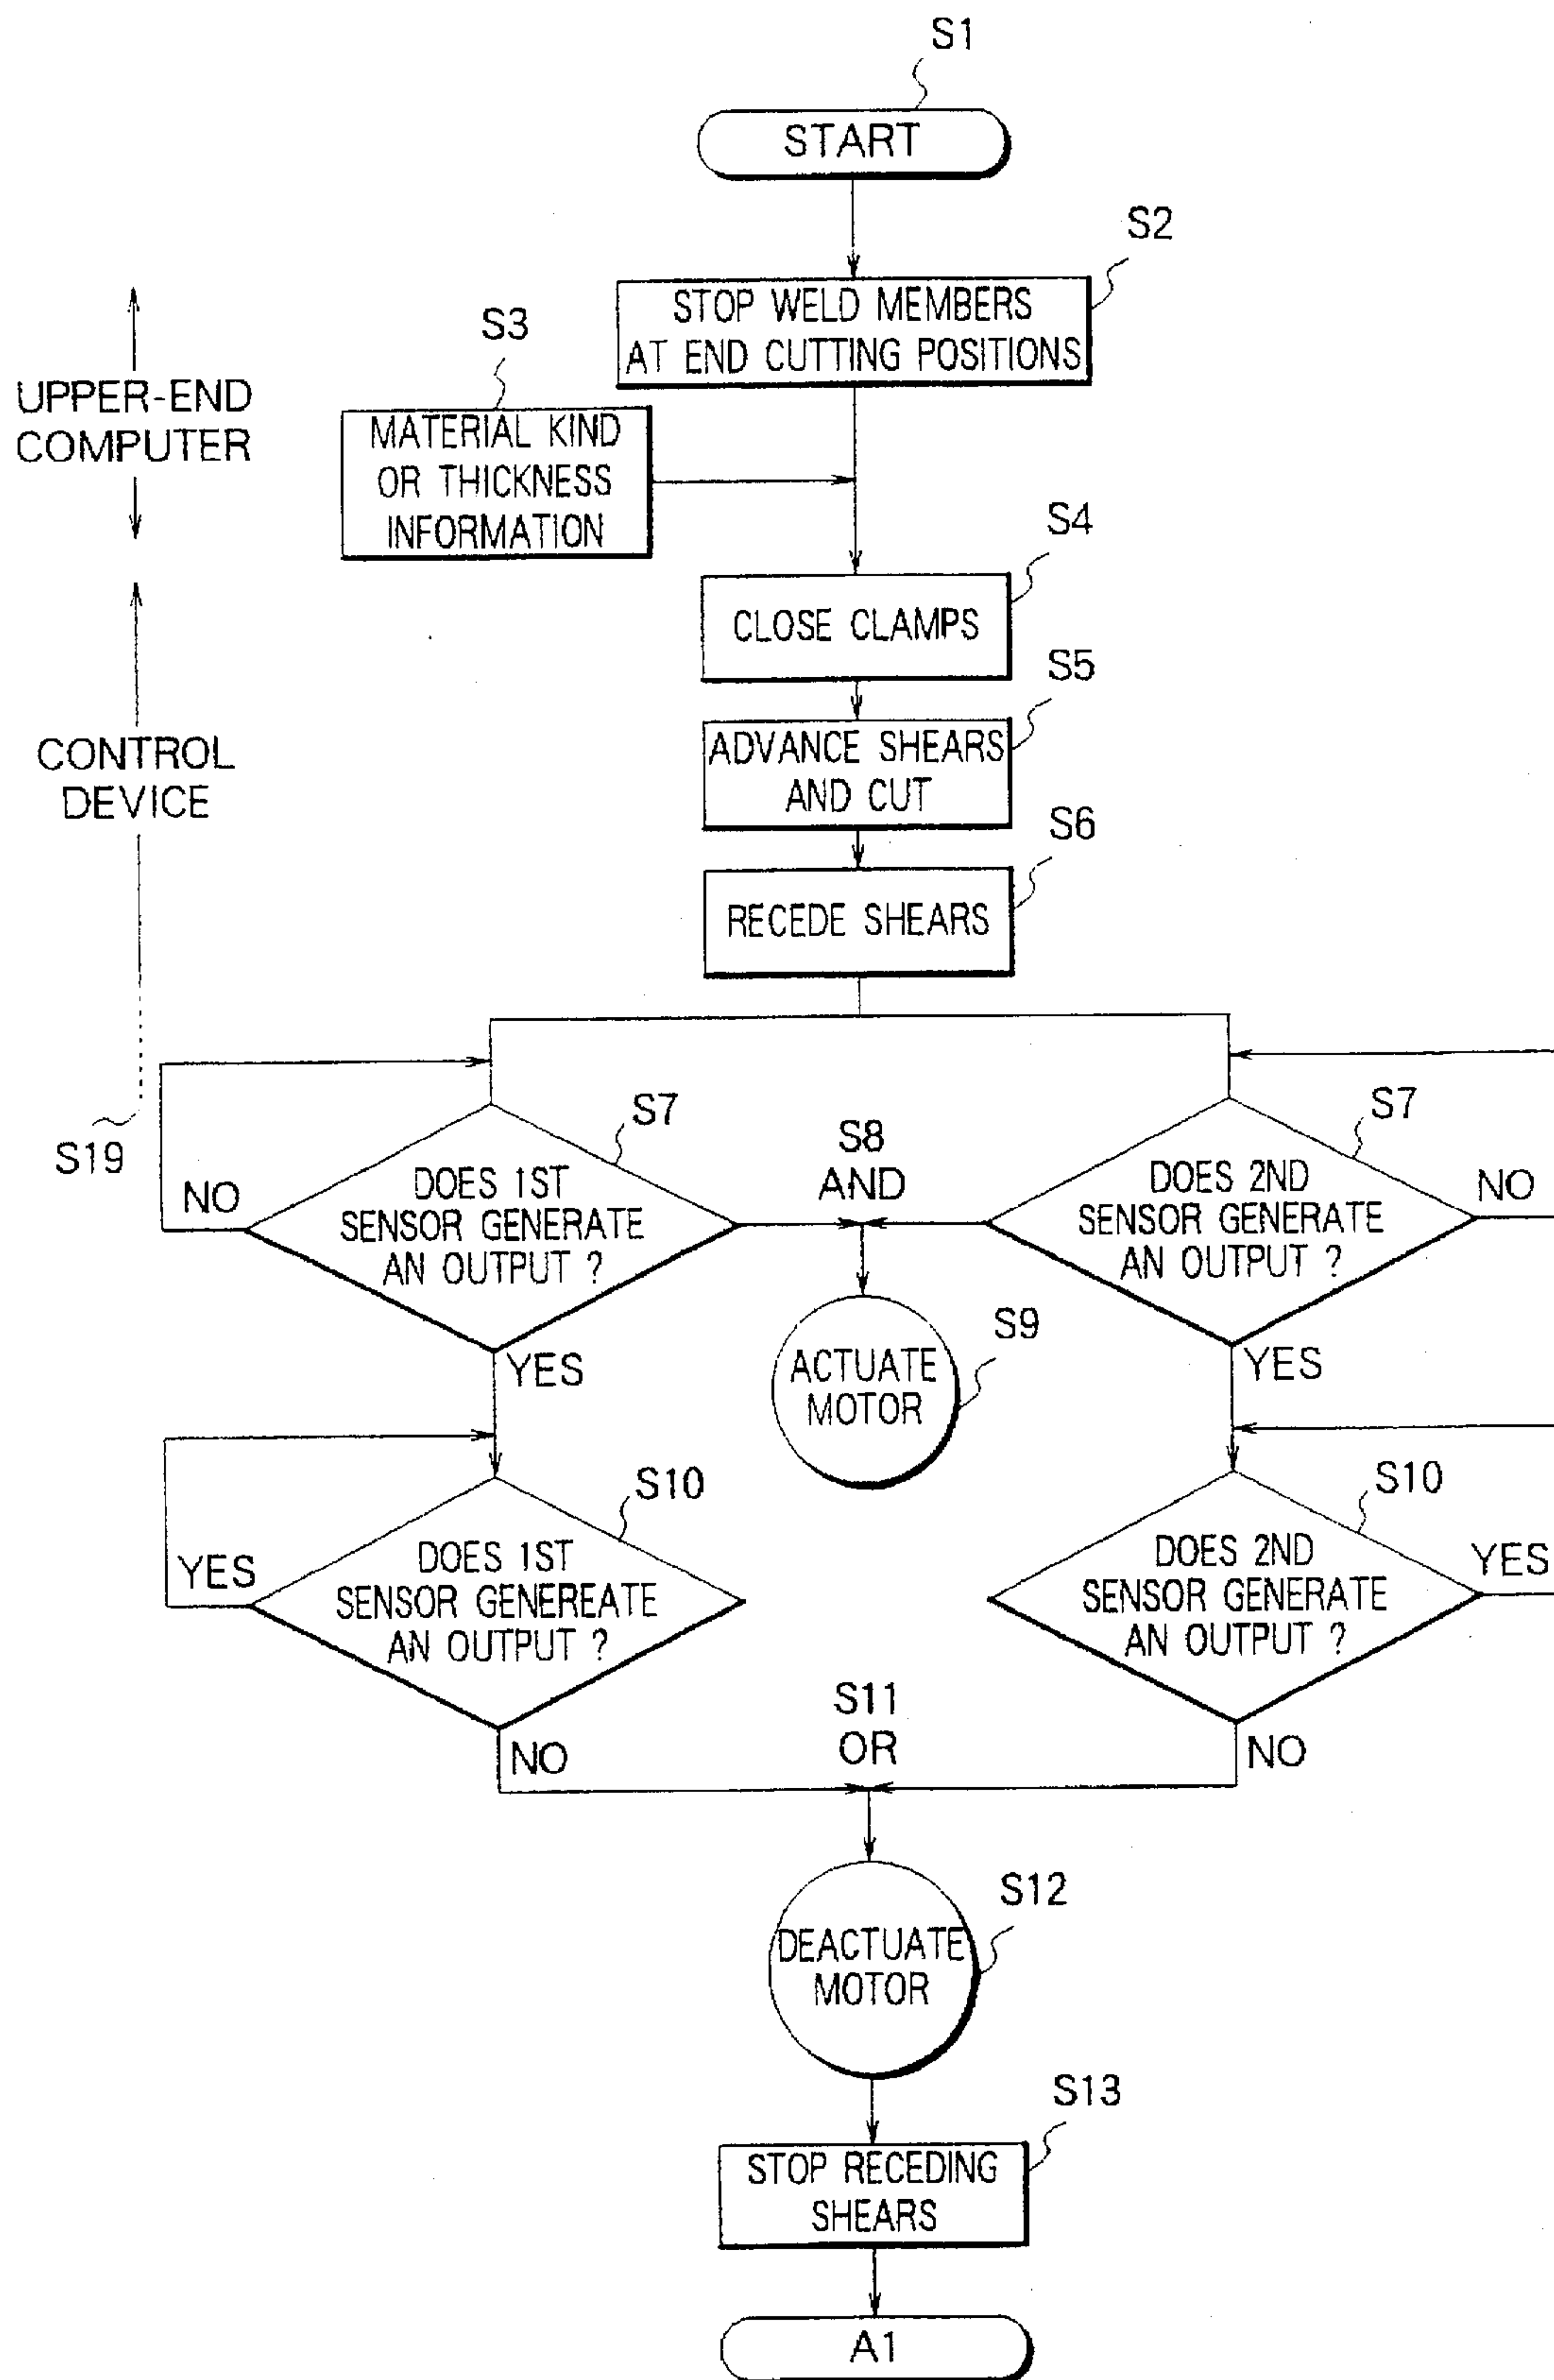 S1
START
S2
STOP WELD MEMBERS
AT END CUTTING POSITIONS
S3
MATERIAL KIND
OR THICKNESS
INFORMATION
UPPER-END
COMPUTER
S4
CLOSE CLAMPS
S5
ADVANCE SHEARS
AND CUT
CONTROL
DEVICE
S6
RECEDE SHEARS
S19
S7
DOES 1ST
SENSOR GENERATE
AN OUTPUT ?
NO
YES
S8
AND
S7
DOES 2ND
SENSOR GENERATE
AN OUTPUT ?
NO
YES
S9
ACTUATE
MOTOR
S10
DOES 1ST
SENSOR GENEREATE
AN OUTPUT ?
YES
NO
S10
DOES 2ND
SENSOR GENERATE
AN OUTPUT ?
YES
NO
S11
OR
S12
DEACTUATE
MOTOR
S13
STOP RECEDING
SHEARS
A1